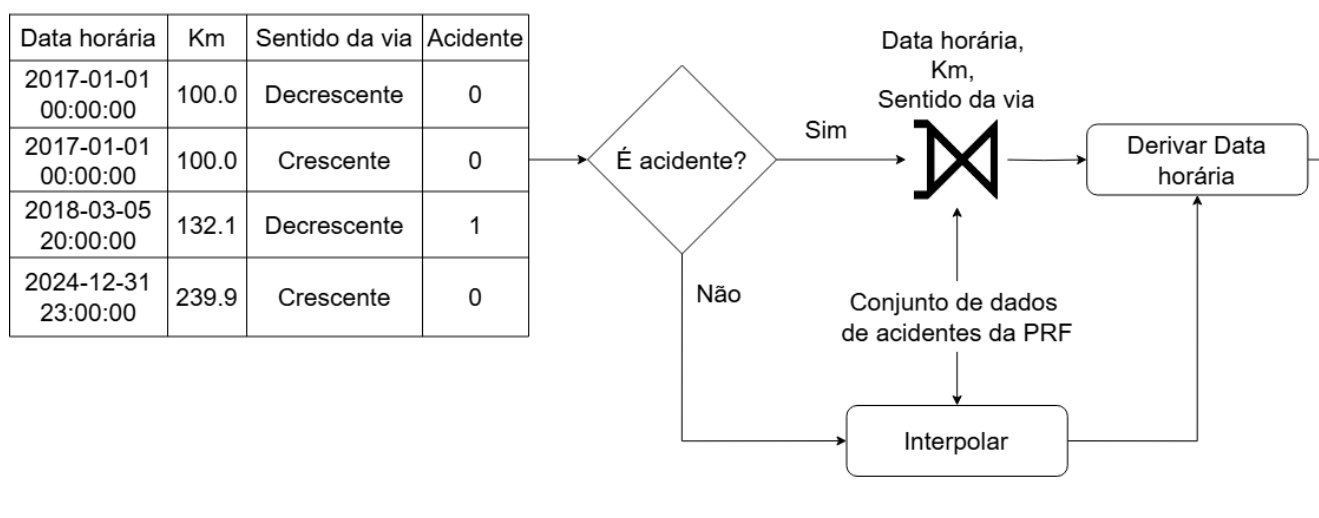 Data horária Km Sentido da via Acidente
2017-01-01
00:00:00 100.0 Decrescente 0
2017-01-01
00:00:00 100.0 Crescente 0
2018-03-05
20:00:00 132.1 Decrescente 1
2024-12-31
23:00:00 239.9 Crescente 0
É acidente?
Sim
Não
Data horária,
Km,
Sentido da via
Conjunto de dados
de acidentes da PRF
Interpolar
Derivar Data
horária